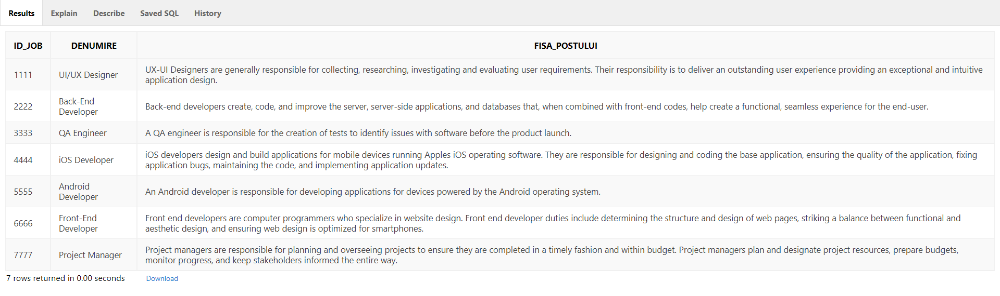 Results Explain Describe Saved SQL History
ID_JOB DENUMIRE FISA_POSTULUI
1111 UI/UX Designer UX-UI Designers are generally responsible for collecting, researching, investigating and evaluating user requirements. Their responsibility is to deliver an outstanding user experience providing an exceptional and intuitive
application design.
2222 Back-End
Developer Back-end developers create, code, and improve the server, server-side applications, and databases that, when combined with front-end codes, help create a functional, seamless experience for the end-user.
3333 QA Engineer A QA engineer is responsible for the creation of tests to identify issues with software before the product launch.
4444 iOS Developer iOS developers design and build applications for mobile devices running Apples iOS operating software. They are responsible for designing and coding the base application, ensuring the quality of the application, fixing
application bugs, maintaining the code, and implementing application updates.
5555 Android
Developer An Android developer is responsible for developing applications for devices powered by the Android operating system.
6666 Front-End
Developer Front end developers are computer programmers who specialize in website design. Front end developer duties include determining the structure and design of web pages, striking a balance between functional and
aesthetic design, and ensuring web design is optimized for smartphones.
7777 Project Manager Project managers are responsible for planning and overseeing projects to ensure they are completed in a timely fashion and within budget. Project managers plan and designate project resources, prepare budgets,
monitor progress, and keep stakeholders informed the entire way.
7 rows returned in 0.00 seconds Download